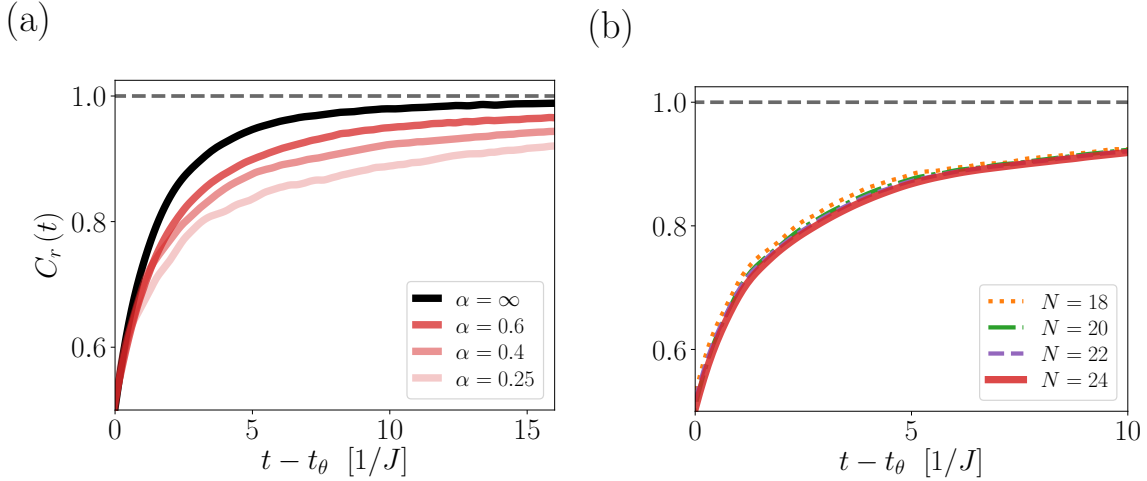 (a)
1.0
0.8
0.6
C_r(t)
0
5
10
15
t − t_θ [1/J]
α = ∞
α = 0.6
α = 0.4
α = 0.25
(b)
1.0
0.8
0.6
0
5
10
t − t_θ [1/J]
N = 18
N = 20
N = 22
N = 24